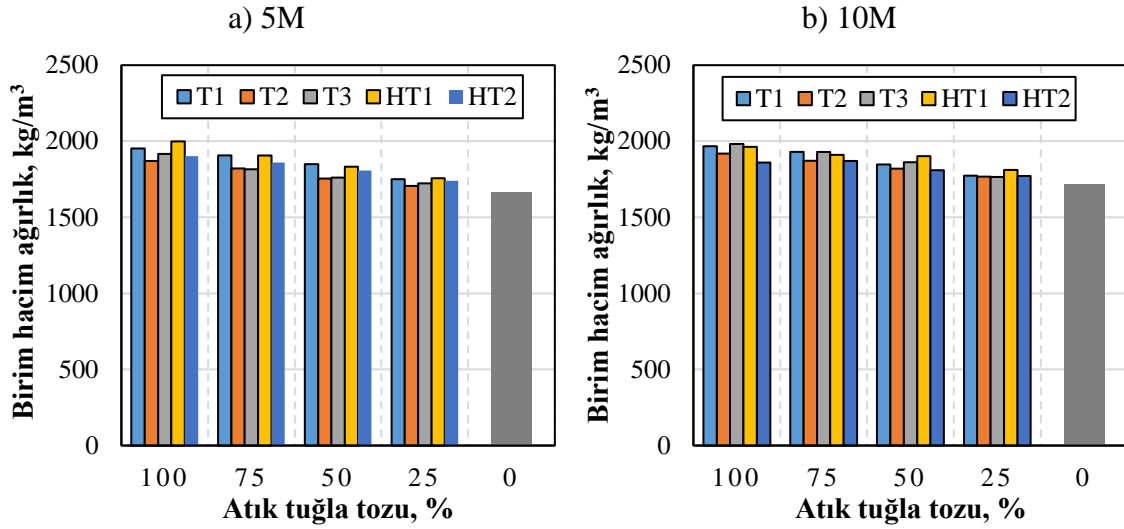 a) 5M
Birim hacim ağırlık, kg/m³
2500
2000
1500
1000
500
0
T1 T2 T3 HT1 HT2
100 75 50 25 0
Atık tuğla tozu, %
b) 10M
Birim hacim ağırlık, kg/m³
2500
2000
1500
1000
500
0
T1 T2 T3 HT1 HT2
100 75 50 25 0
Atık tuğla tozu, %